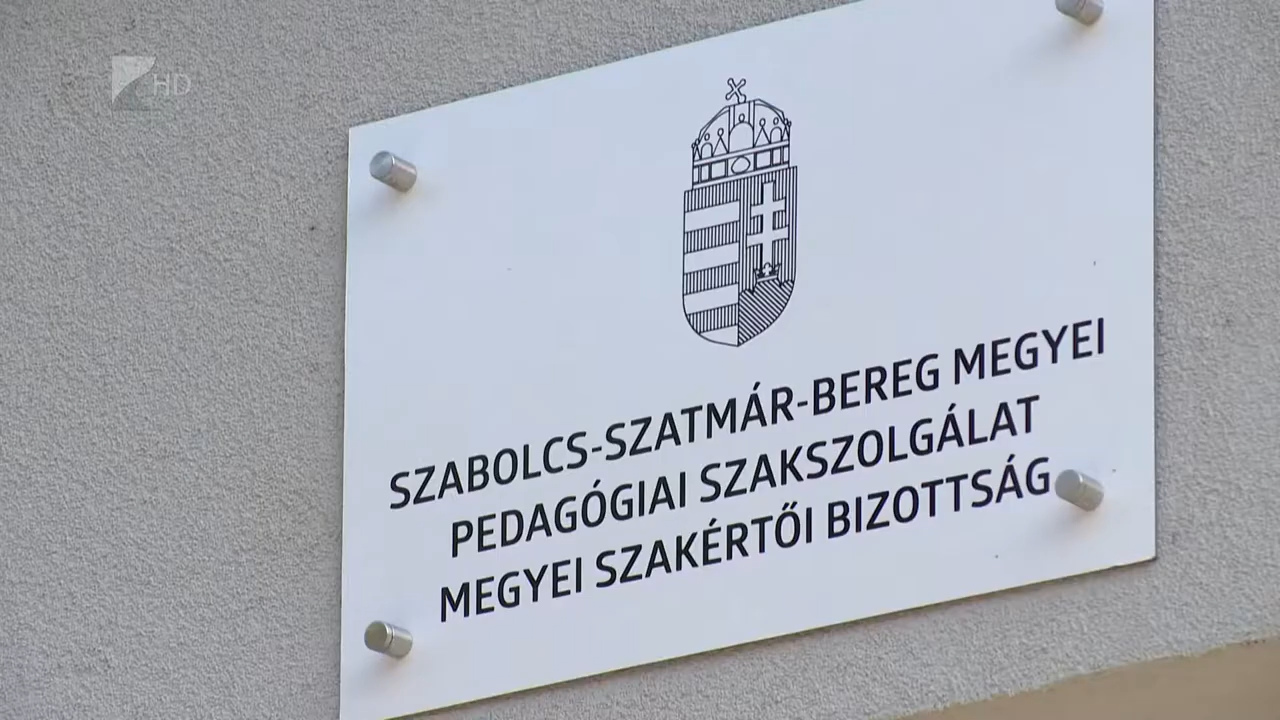 HD
SZABOLCS-SZATMÁR-BEREG MEGYEI
PEDAGÓGIAI SZAKSZOLGÁLAT
MEGYEI SZAKÉRTŐI BIZOTTSÁG